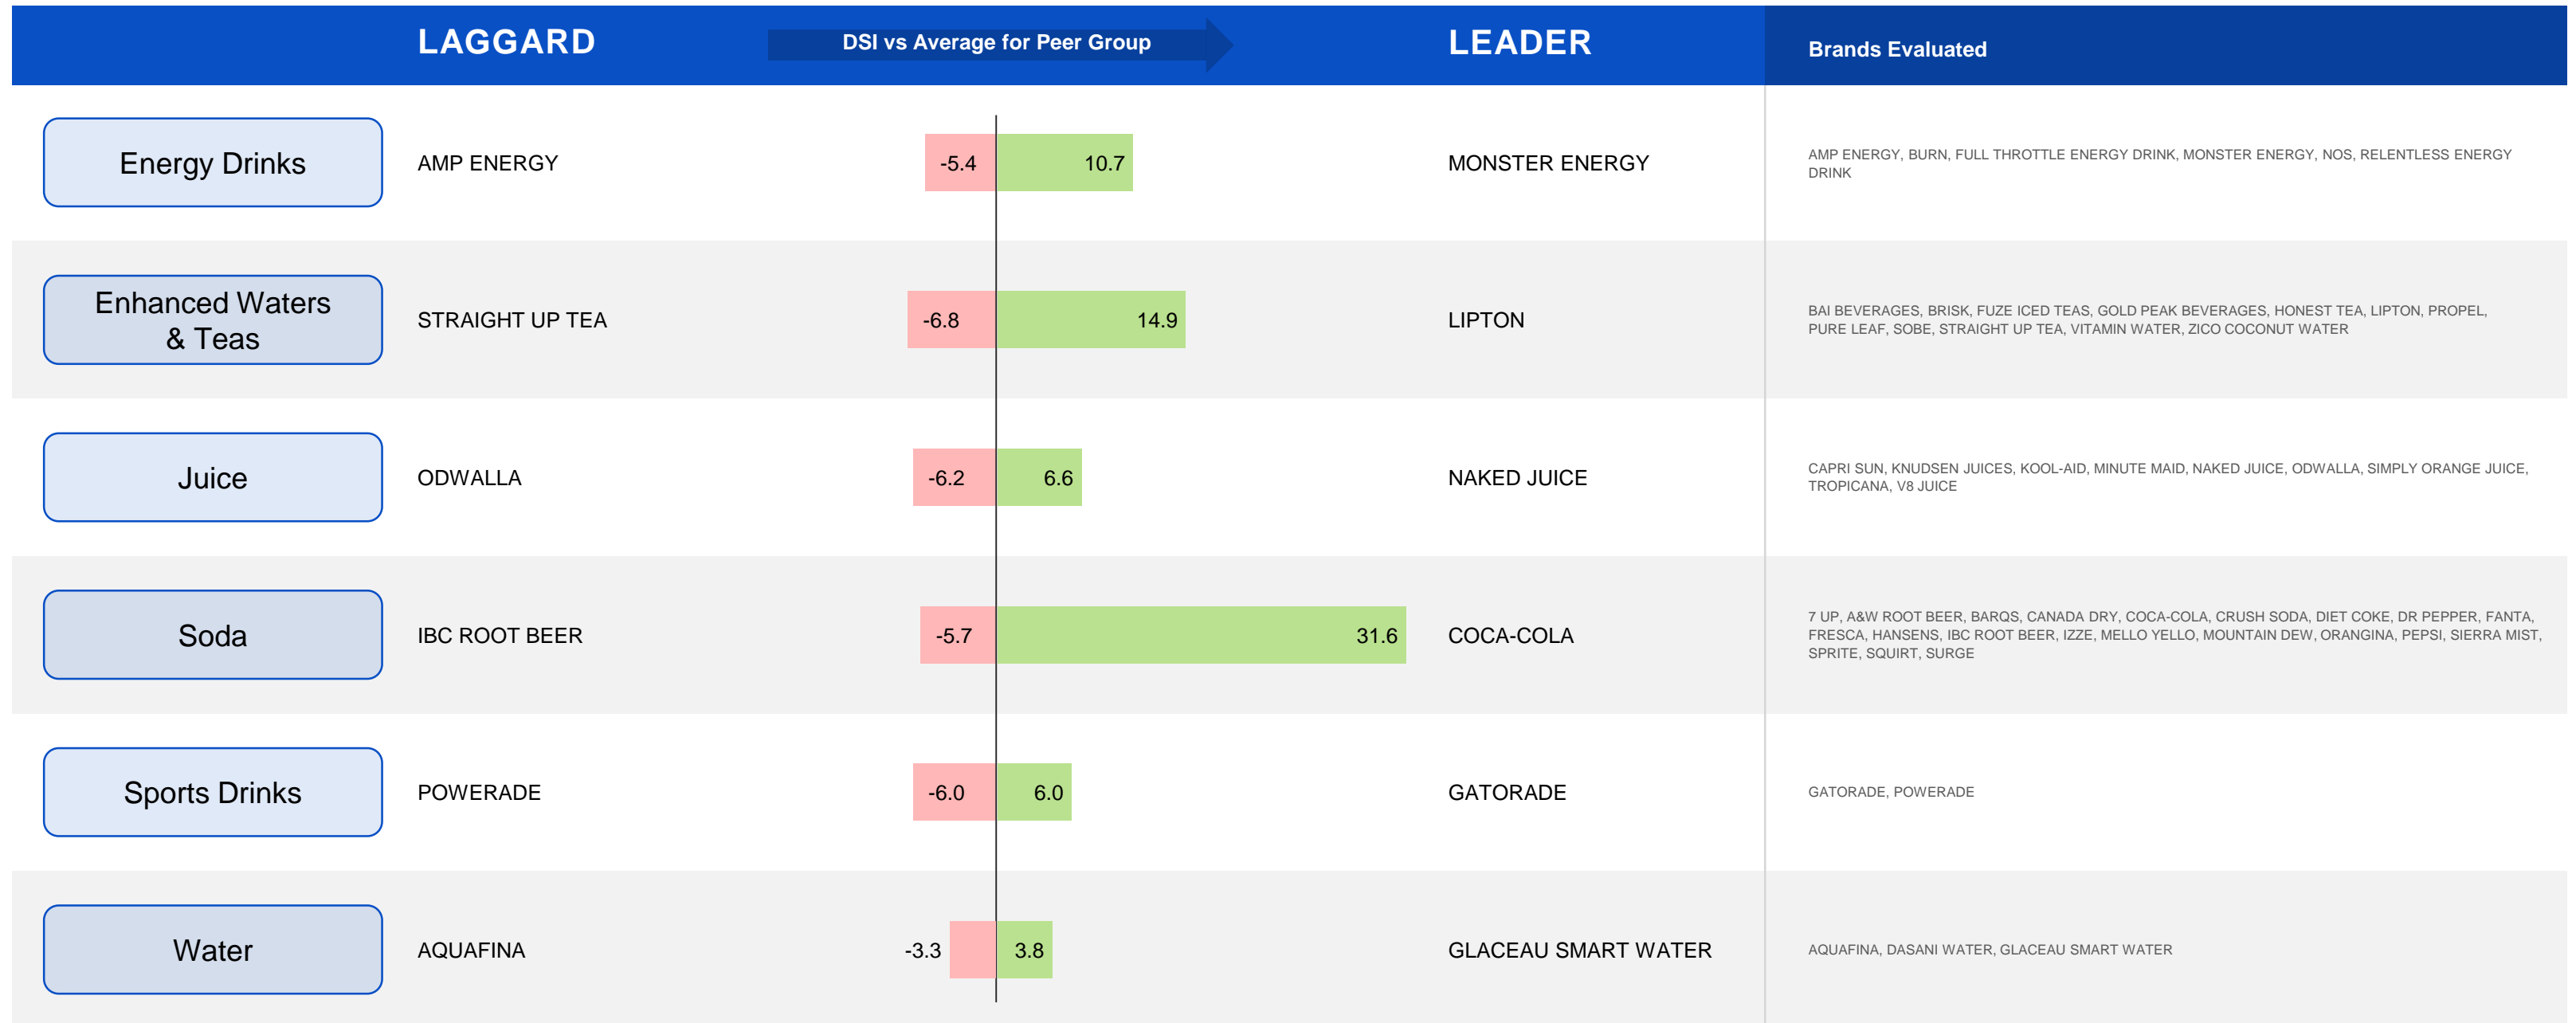 LAGGARD
DSI vs Average for Peer Group
LEADER
Brands Evaluated
Energy Drinks
AMP ENERGY
-5.4
10.7
MONSTER ENERGY
AMP ENERGY, BURN, FULL THROTTLE ENERGY DRINK, MONSTER ENERGY, NOS, RELENTLESS ENERGY
DRINK
Enhanced Waters
& Teas
STRAIGHT UP TEA
-6.8
14.9
LIPTON
BAI BEVERAGES, BRISK, FUZE ICED TEAS, GOLD PEAK BEVERAGES, HONEST TEA, LIPTON, PROPEL,
PURE LEAF, SOBE, STRAIGHT UP TEA, VITAMIN WATER, ZICO COCONUT WATER
Juice
ODWALLA
-6.2
6.6
NAKED JUICE
CAPRI SUN, KNUDSEN JUICES, KOOL-AID, MINUTE MAID, NAKED JUICE, ODWALLA, SIMPLY ORANGE JUICE,
TROPICANA, V8 JUICE
Soda
IBC ROOT BEER
-5.7
31.6
COCA-COLA
7 UP, A&W ROOT BEER, BARQS, CANADA DRY, COCA-COLA, CRUSH SODA, DIET COKE, DR PEPPER, FANTA,
FRESCA, HANSENS, IBC ROOT BEER, IZZE, MELLO YELLO, MOUNTAIN DEW, ORANGINA, PEPSI, SIERRA MIST,
SPRITE, SQUIRT, SURGE
Sports Drinks
POWERADE
-6.0
6.0
GATORADE
GATORADE, POWERADE
Water
AQUAFINA
-3.3
3.8
GLACEAU SMART WATER
AQUAFINA, DASANI WATER, GLACEAU SMART WATER